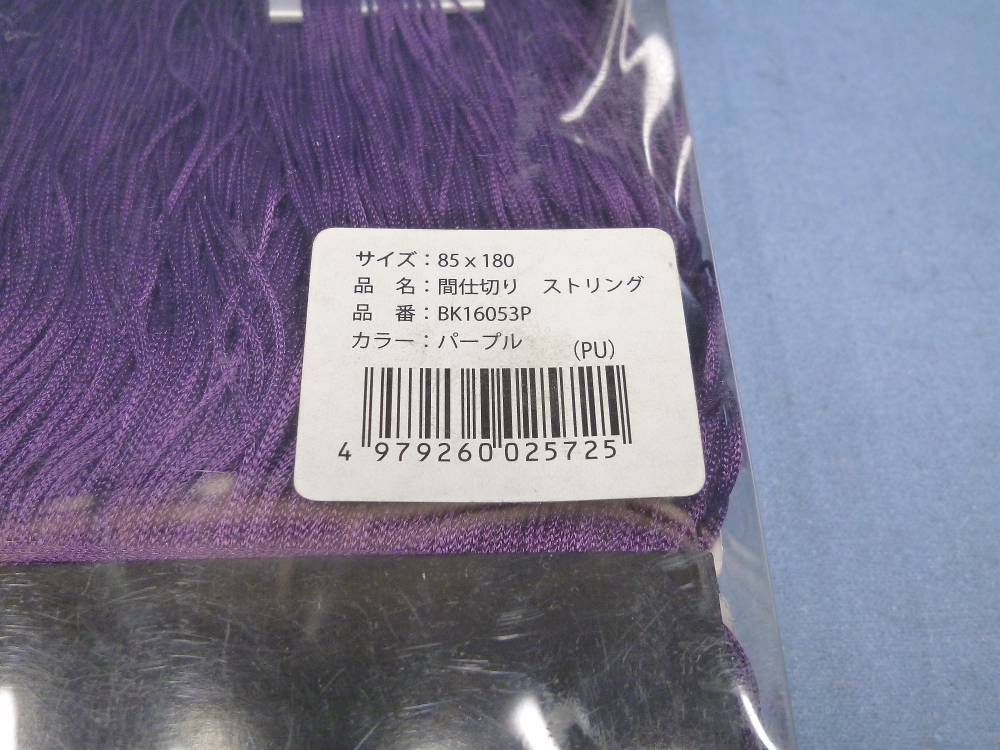 サイズ：85 x 180
品　名：間仕切り　ストリング
品　番：BK16053P
カラー：パープル　（PU）
4 979260 025725